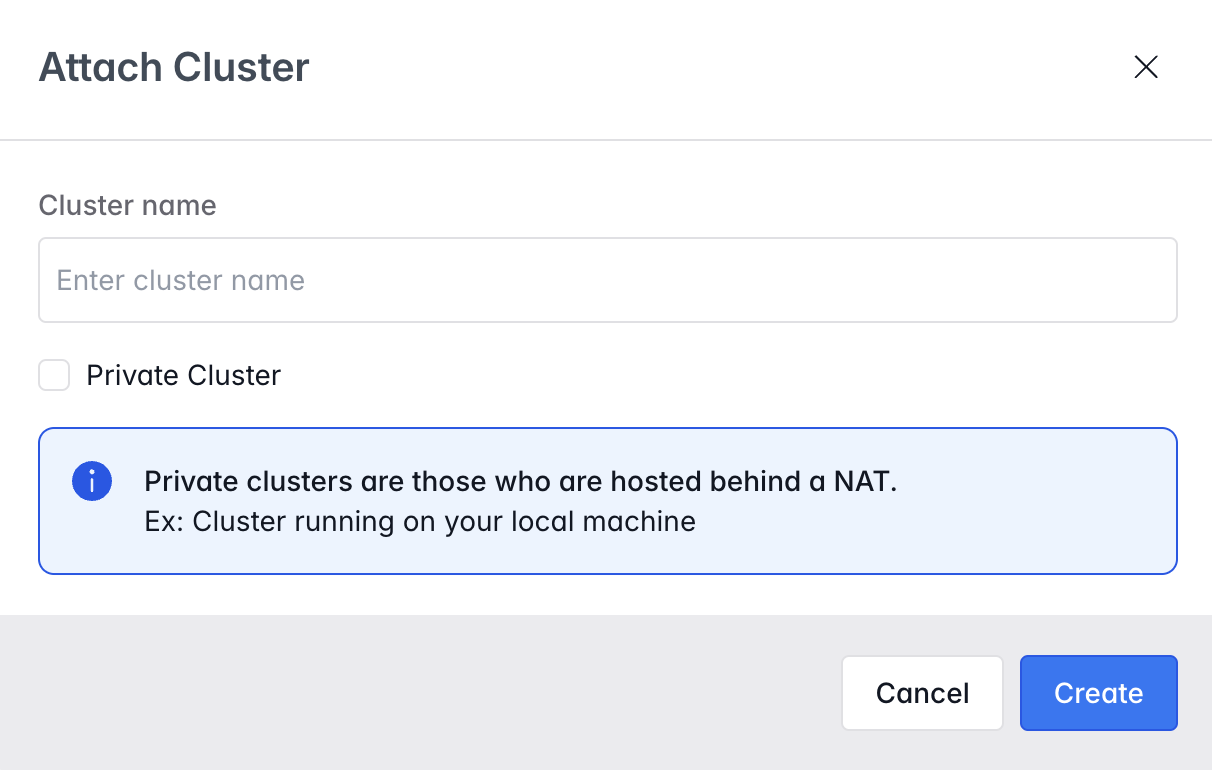 Attach Cluster
Cluster name
Enter cluster name
Private Cluster
Private clusters are those who are hosted behind a NAT.
Ex: Cluster running on your local machine
Cancel
Create